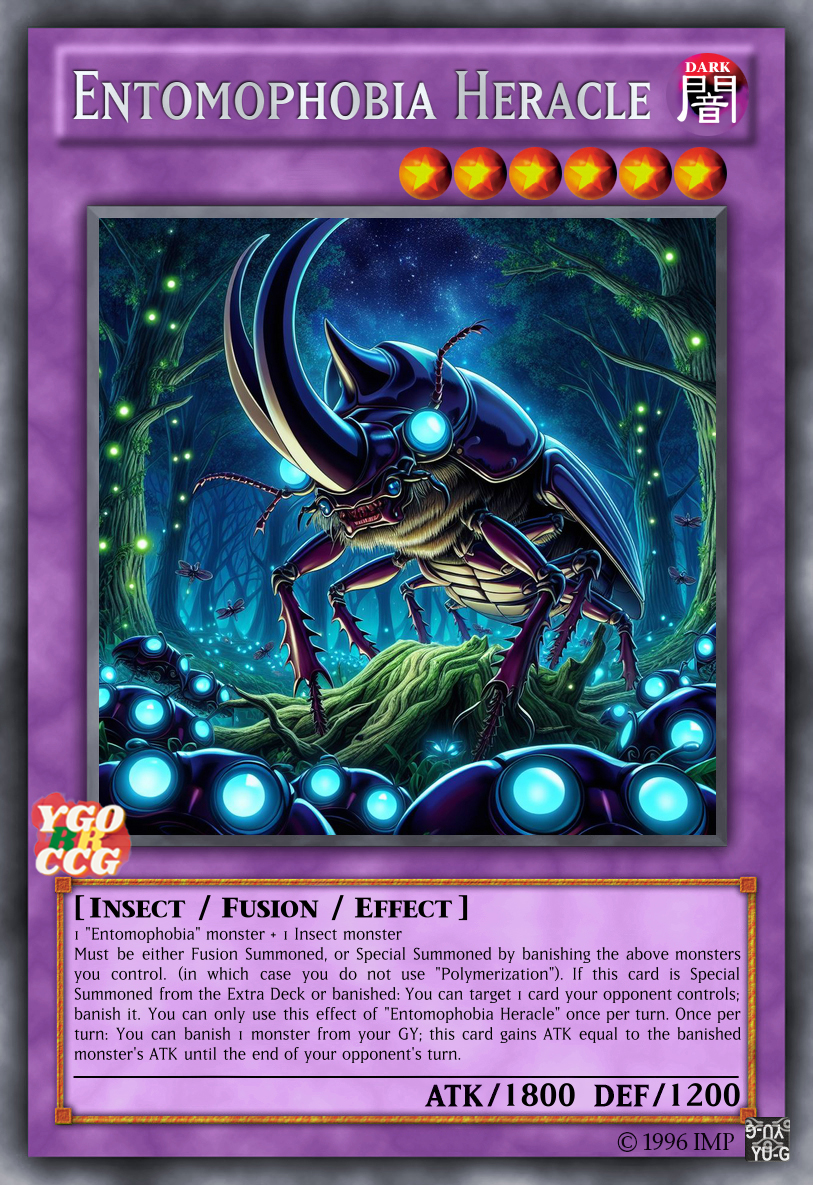 ENTOMOPHOBIA HERACLE
DARK
闇
YGO
RR
CCG
[ INSECT / FUSION / EFFECT ]
1 "Entomophobia" monster + 1 Insect monster
Must be either Fusion Summoned, or Special Summoned by banishing the above monsters
you control. (in which case you do not use "Polymerization"). If this card is Special
Summoned from the Extra Deck or banished: You can target 1 card your opponent controls;
banish it. You can only use this effect of "Entomophobia Heracle" once per turn. Once per
turn: You can banish 1 monster from your GY; this card gains ATK equal to the banished
monster's ATK until the end of your opponent's turn.
ATK/1800 DEF/1200
© 1996 IMP
YU-G